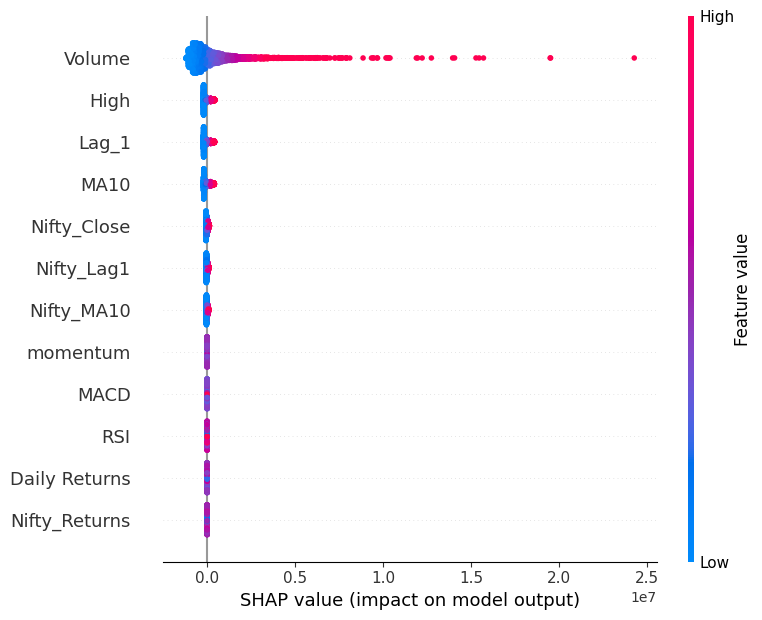 High
Volume
High
Lag_1
MA10
Nifty_Close
Nifty_Lag1
Nifty_MA10
momentum
MACD
RSI
Daily Returns
Nifty_Returns
Feature value
Low
0.0 0.5 1.0 1.5 2.0 2.5
1e7
SHAP value (impact on model output)